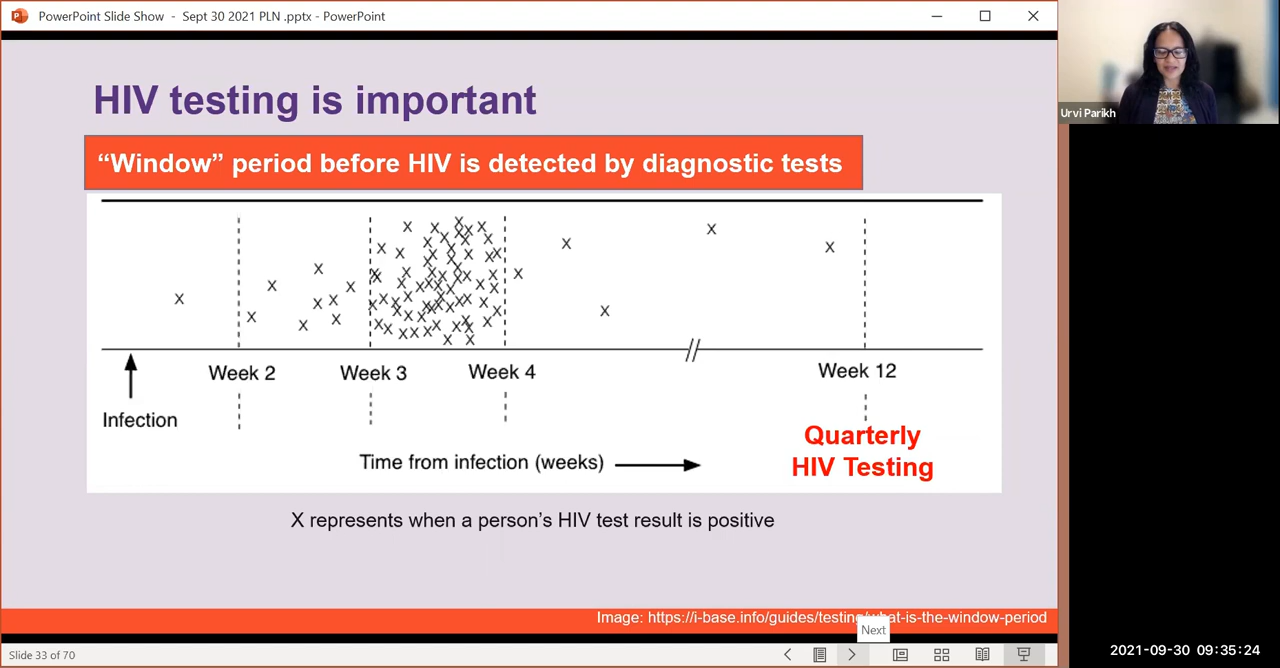 PowerPoint Slide Show - Sept 30 2021 PLN .pptx - PowerPoint
Urvi Parikh
HIV testing is important
“Window” period before HIV is detected by diagnostic tests
Week 2
Week 3
Week 4
Week 12
Infection
Quarterly
HIV Testing
Time from infection (weeks)
X represents when a person's HIV test result is positive
Image: https://i-base.info/guides/testing/what-is-the-window-period
Next
Slide 33 of 70
2021-09-30 09:35:24